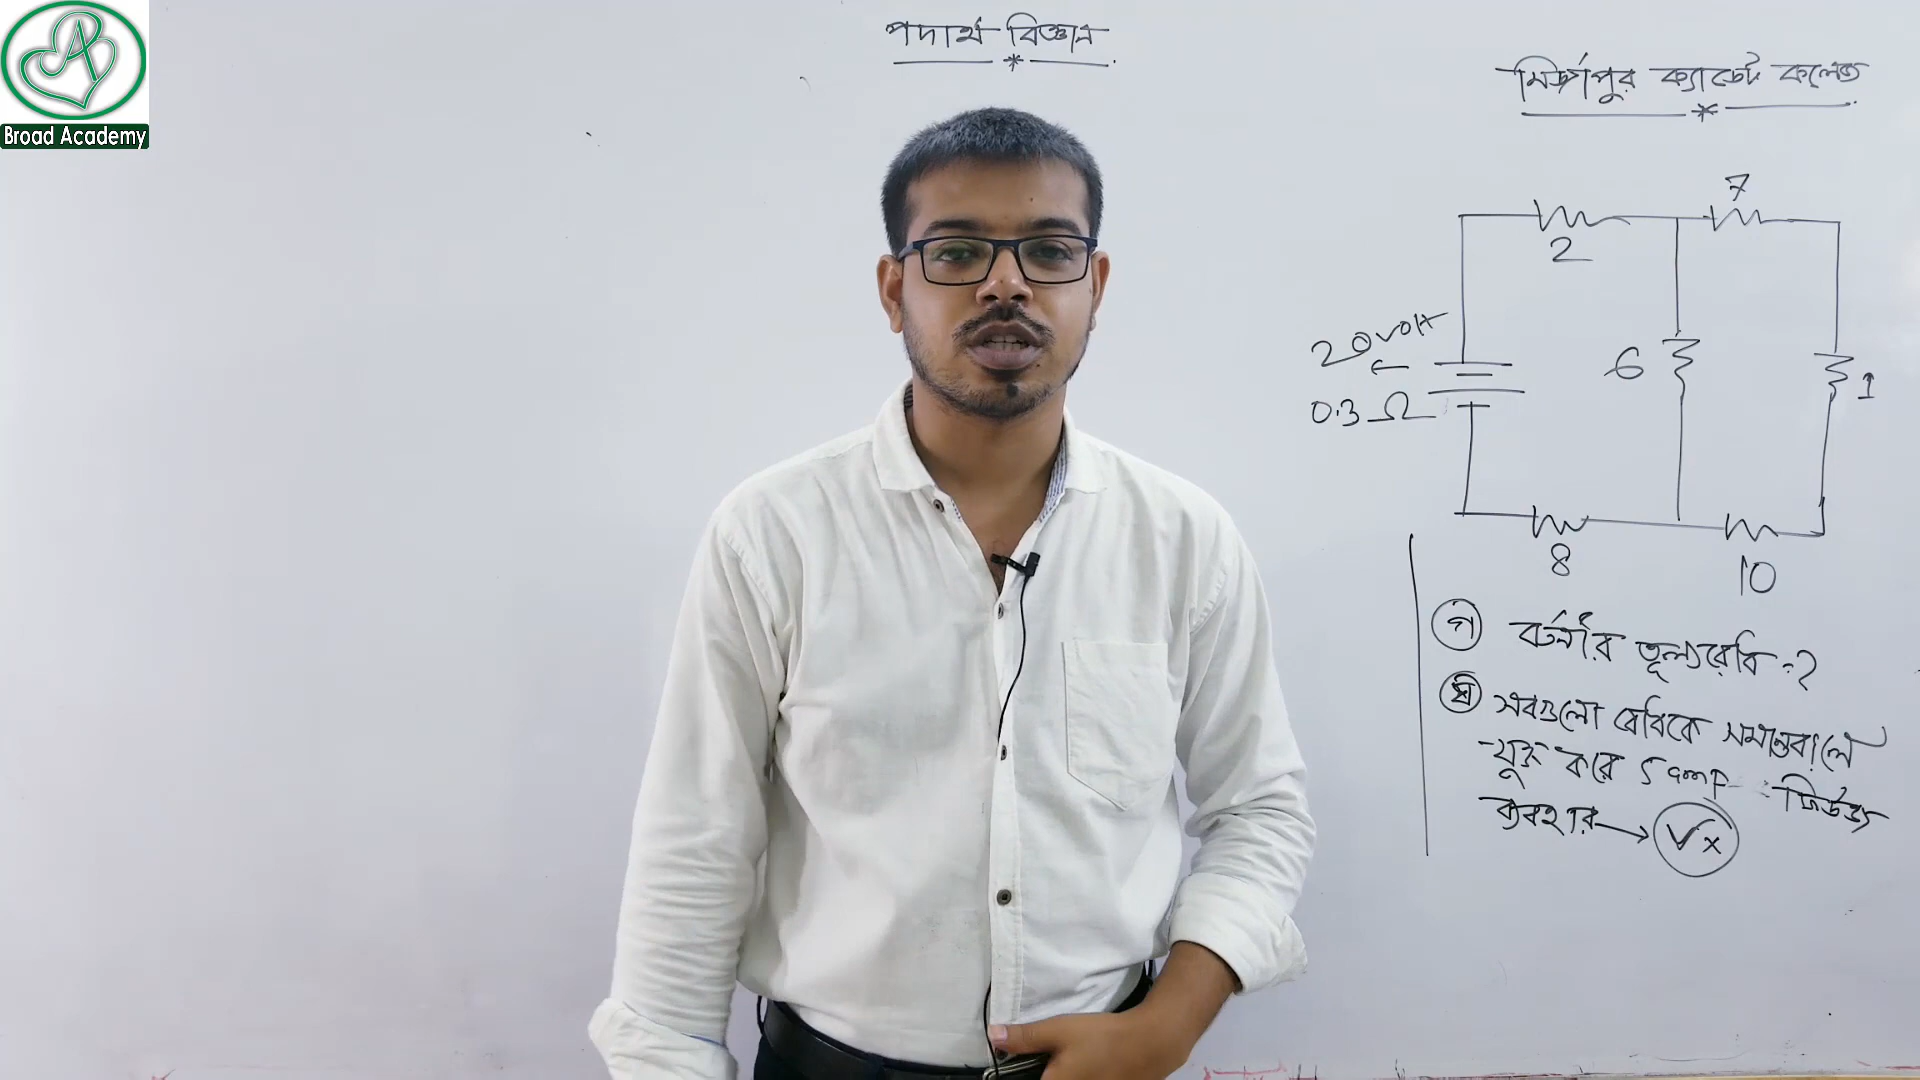 Broad Academy
পদার্থ বিজ্ঞান
মির্জাপুর ক্যাডেট কলেজ
7
2
20 volt
6
1
0.3 Ω
8
10
গ বর্তনীর তুল্যরোধ = ?
ঘ সবগুলো রোধকে সমান্তরালে
যুক্ত করে 5 amp ফিউজ
ব্যবহার → √x